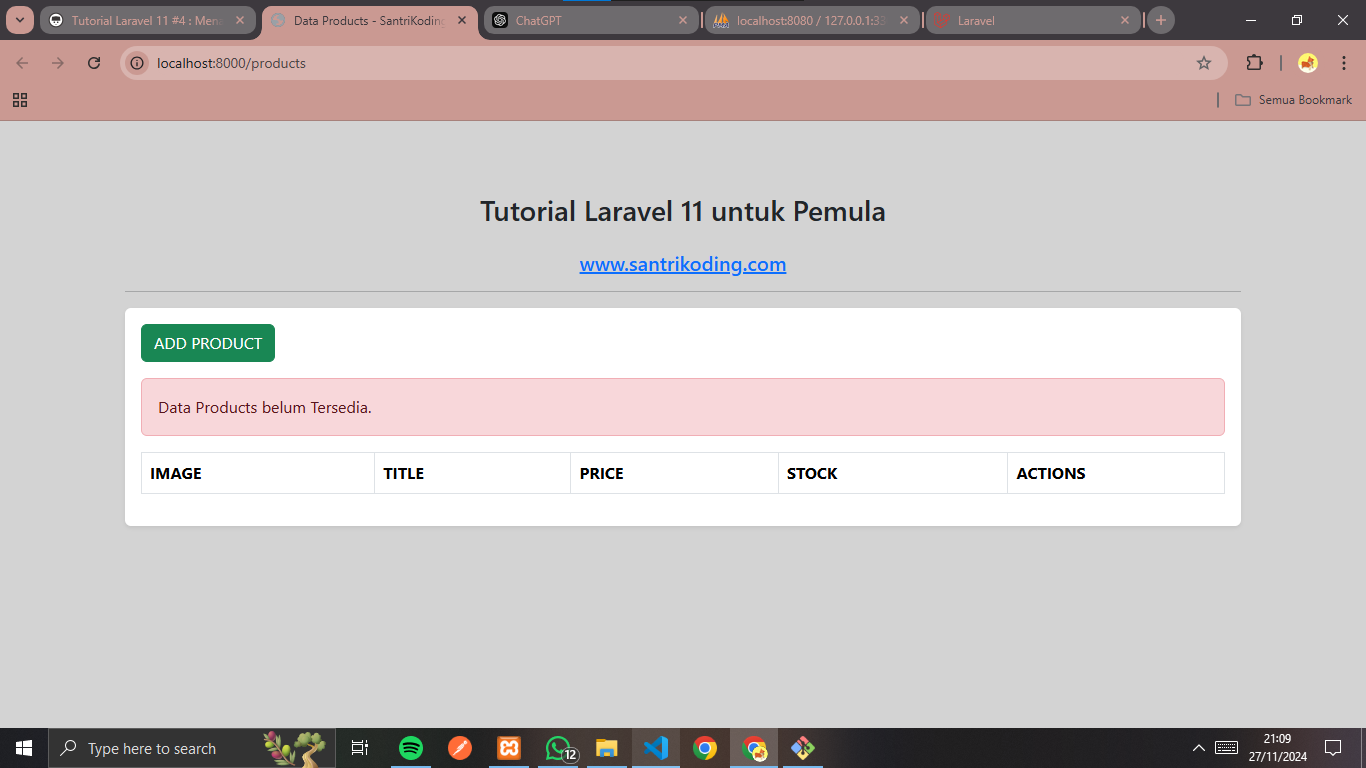 Tutorial Laravel 11 #4 : Mena
Data Products - SantriKoding
ChatGPT
localhost:8080 / 127.0.0.1:33
Laravel
localhost:8000/products
Semua Bookmark
Tutorial Laravel 11 untuk Pemula
www.santrikoding.com
ADD PRODUCT
Data Products belum Tersedia.
IMAGE TITLE PRICE STOCK ACTIONS
Type here to search
12
21:09
27/11/2024